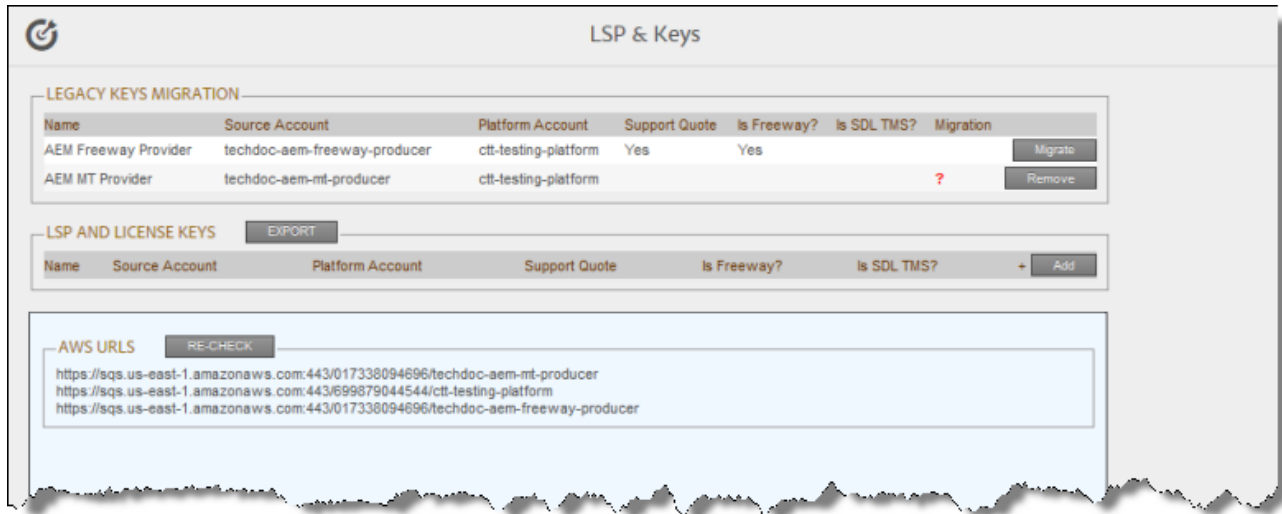 LSP & Keys
LEGACY KEYS MIGRATION
Name Source Account Platform Account Support Quote Is Freeway? Is SDL TMS? Migration
AEM Freeway Provider techdoc-aem-freeway-producer ctt-testing-platform Yes Yes Migrate
AEM MT Provider techdoc-aem-mt-producer ctt-testing-platform ? Remove
LSP AND LICENSE KEYS EXPORT
Name Source Account Platform Account Support Quote Is Freeway? Is SDL TMS? + Add
AWS URLS RE-CHECK
https://sqs.us-east-1.amazonaws.com:443/017338094696/techdoc-aem-mt-producer
https://sqs.us-east-1.amazonaws.com:443/699879044544/ctt-testing-platform
https://sqs.us-east-1.amazonaws.com:443/017338094696/techdoc-aem-freeway-producer